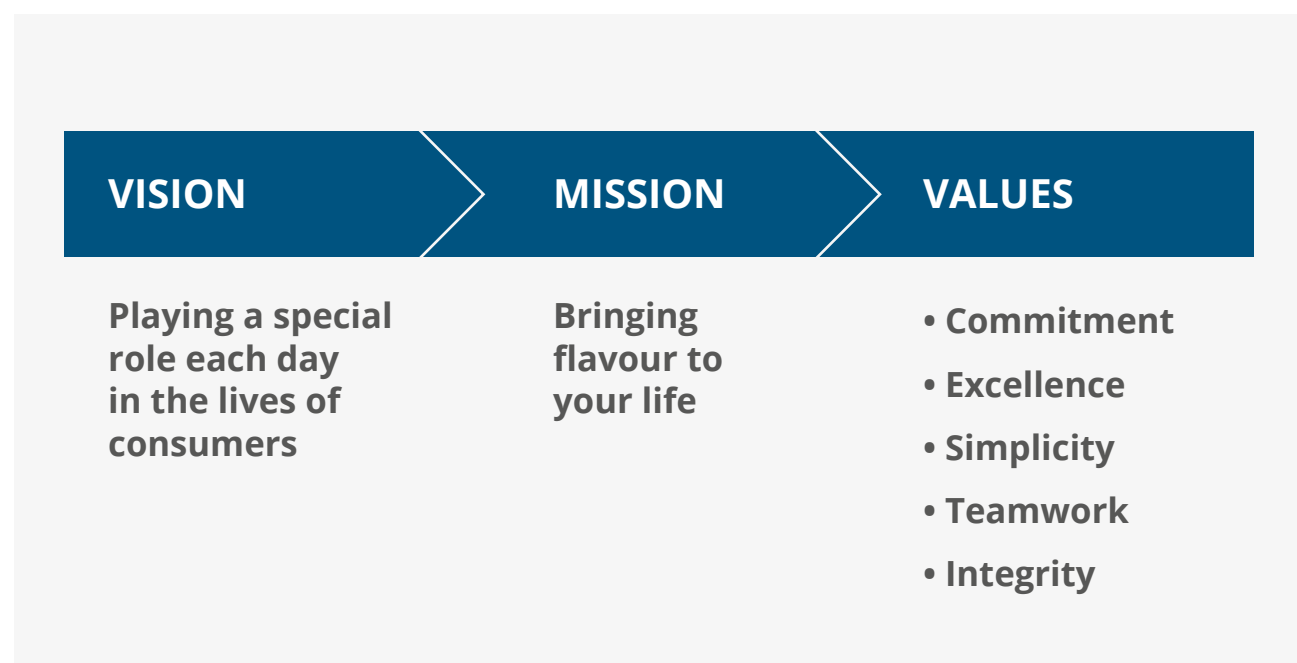 VISION
Playing a special
role each day
in the lives of
consumers
MISSION
Bringing
flavour to
your life
VALUES
• Commitment
• Excellence
• Simplicity
• Teamwork
• Integrity